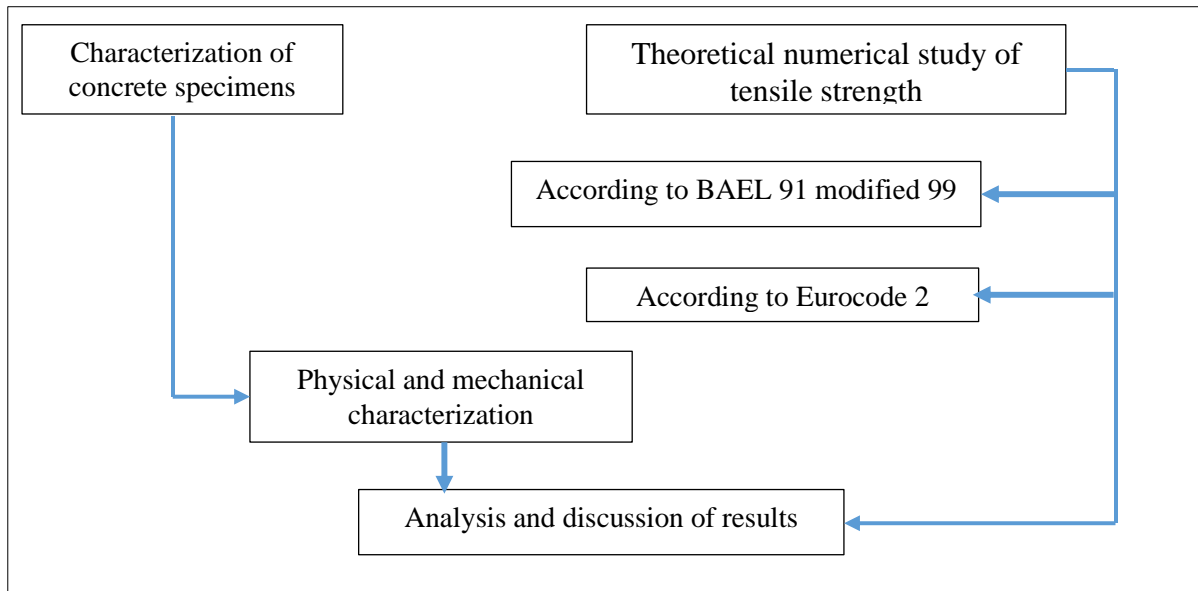 Characterization of
concrete specimens
Theoretical numerical study of
tensile strength
According to BAEL 91 modified 99
According to Eurocode 2
Physical and mechanical
characterization
Analysis and discussion of results